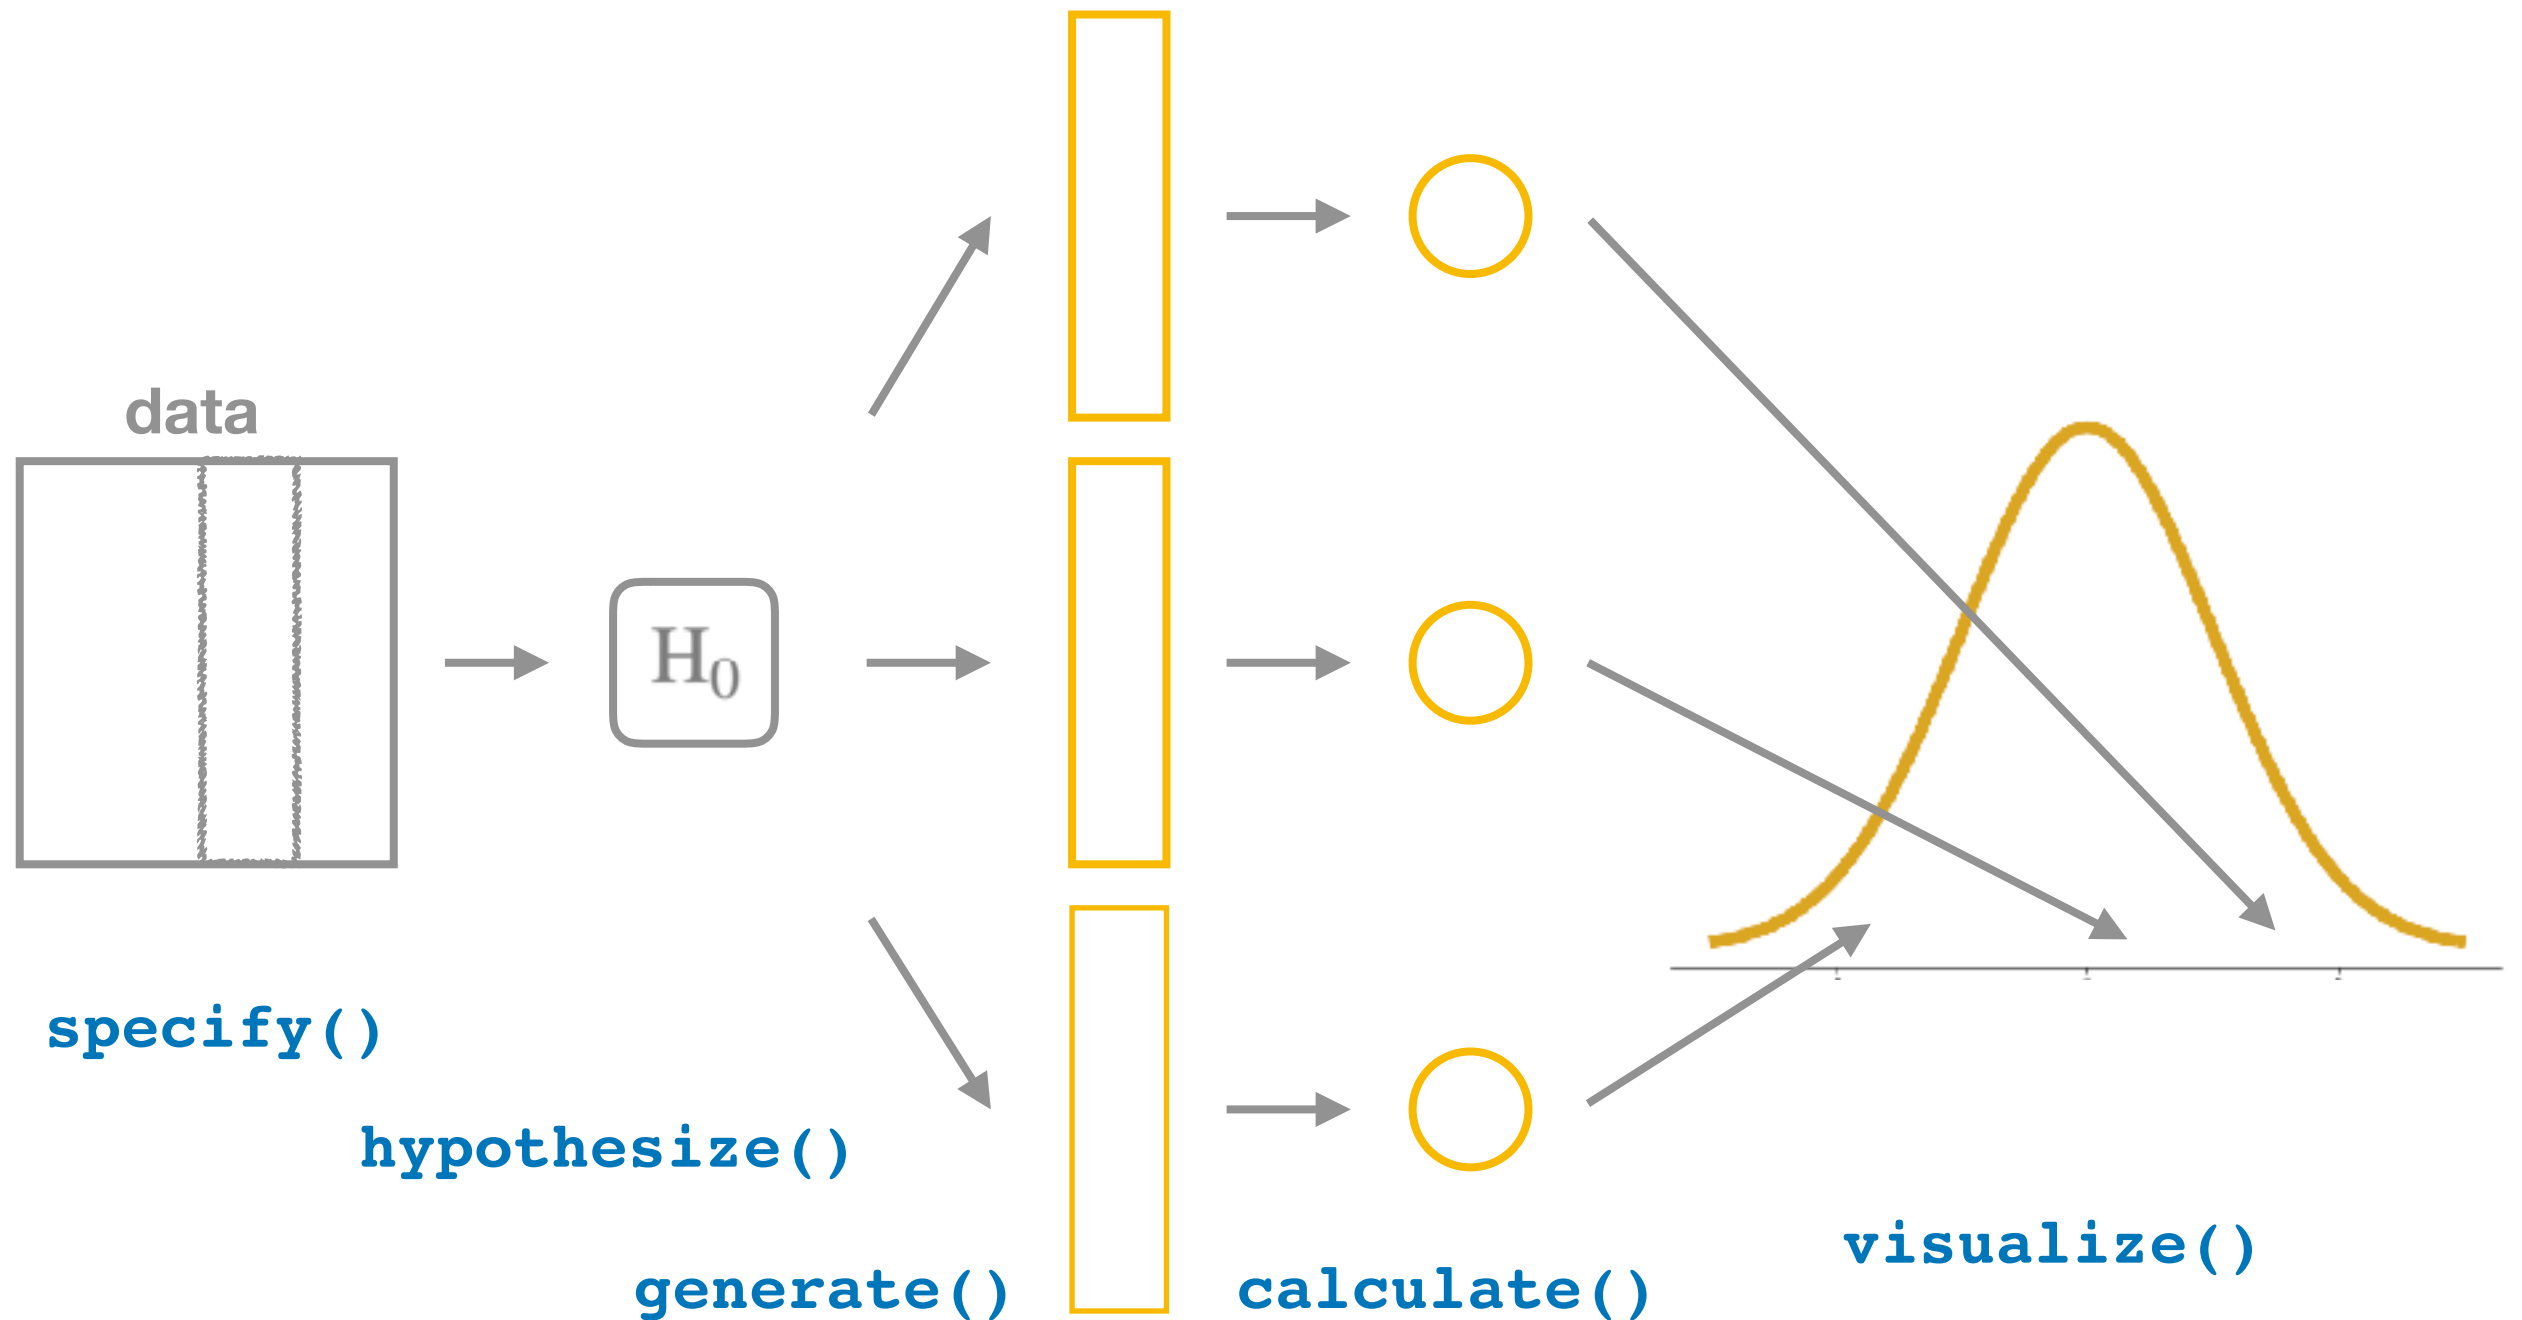 data
H₀
specify()
hypothesize()
generate()
calculate()
visualize()